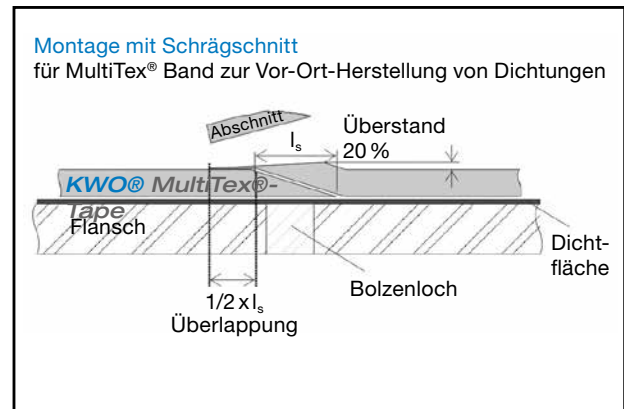 Montage mit Schrägschnitt
für MultiTex® Band zur Vor-Ort-Herstellung von Dichtungen
Abschnitt
lₛ
Überstand
20 %
KWO® MultiTex®-
Tape
Flansch
Dicht-
fläche
Bolzenloch
1/2 x lₛ
Überlappung